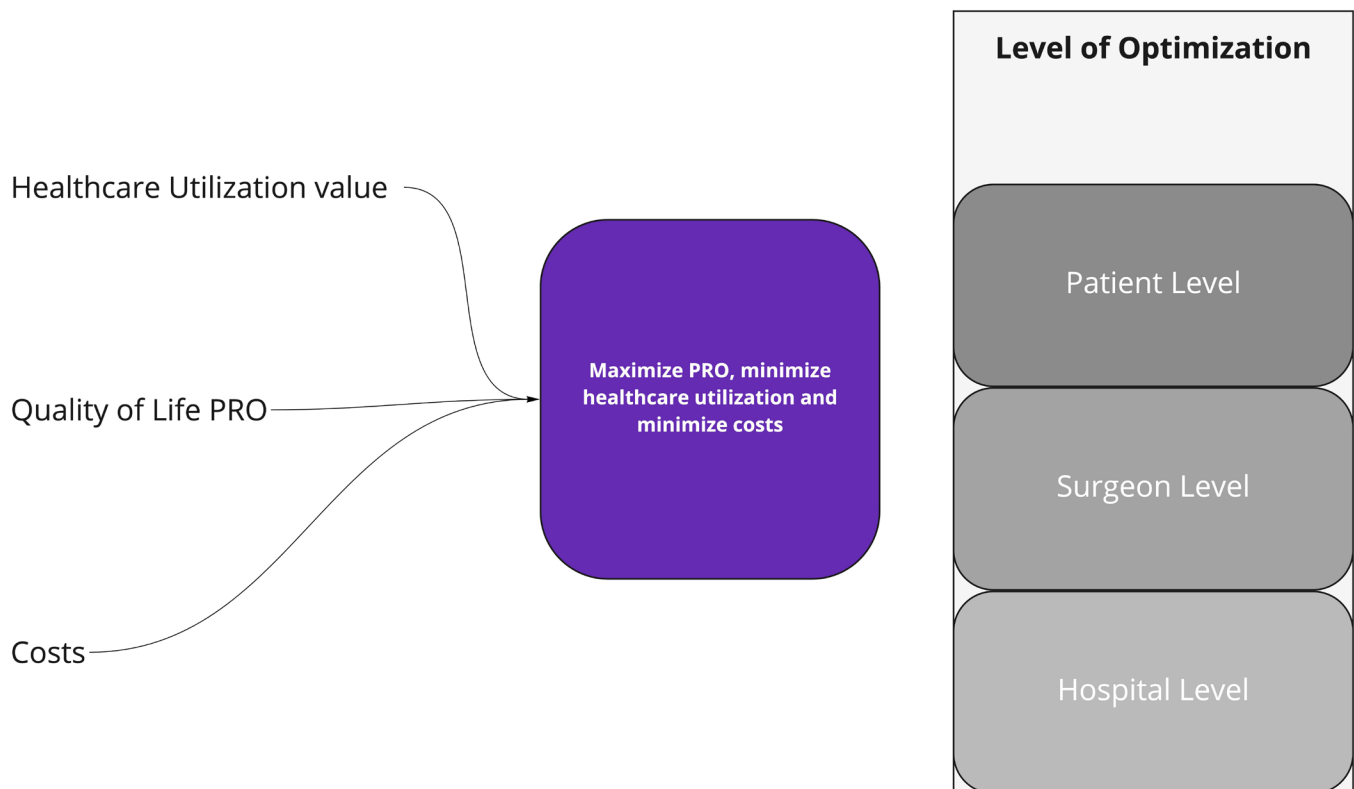 Level of Optimization
Healthcare Utilization value
Quality of Life PRO
Costs
Maximize PRO, minimize
healthcare utilization and
minimize costs
Patient Level
Surgeon Level
Hospital Level